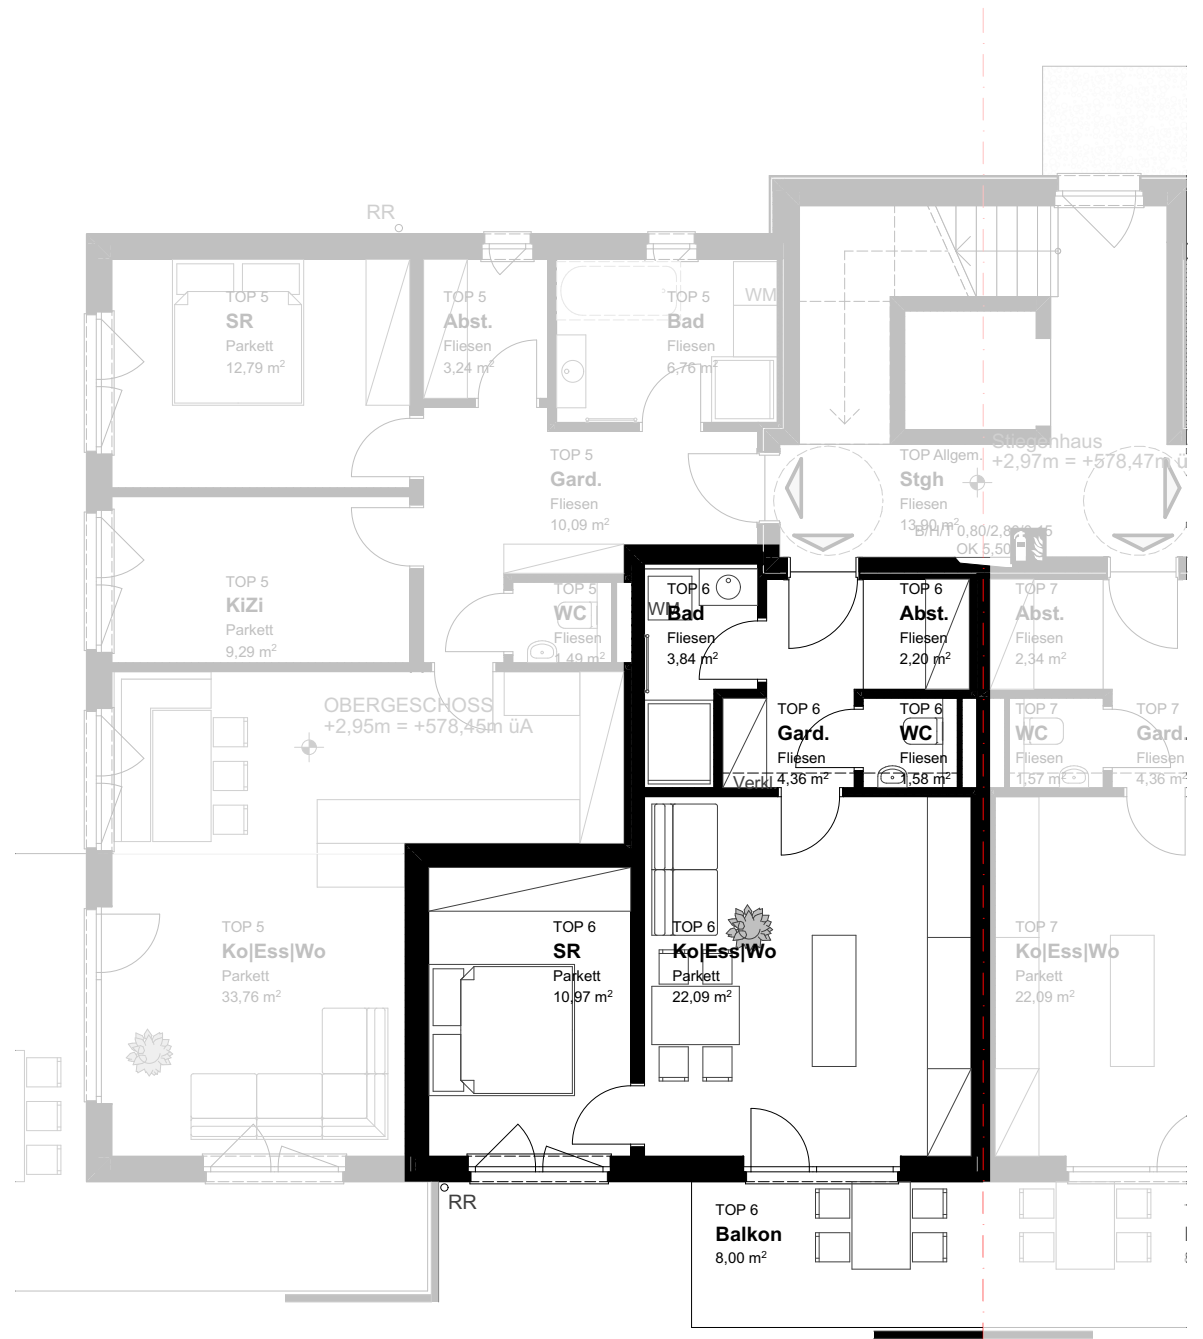 RR
TOP 5
SR
Parkett
12,79 m²
TOP 5
Abst.
Fliesen
3,24 m²
TOP 5
Bad
Fliesen
6,76 m²
WM
TOP 5
Gard.
Fliesen
10,09 m²
TOP Allgem.
Stgh
Fliesen
13,90 m²
Stiegenhaus
+2,97m = +578,47m ü
OK 5,50
TOP 5
KiZi
Parkett
9,29 m²
TOP 5
WC
Fliesen
1,49 m²
WM
TOP 6
Bad
Fliesen
3,84 m²
TOP 6
Abst.
Fliesen
2,20 m²
TOP 7
Abst.
Fliesen
2,34 m²
OBERGESCHOSS
+2,95m = +578,45m üA
TOP 6
Gard.
Fliesen
4,36 m²
Verkl
TOP 6
WC
Fliesen
1,58 m²
TOP 7
WC
Fliesen
1,57 m²
TOP 7
Gard.
Fliesen
4,36 m²
TOP 5
Ko|Ess|Wo
Parkett
33,76 m²
TOP 6
SR
Parkett
10,97 m²
TOP 6
Ko|Ess|Wo
Parkett
22,09 m²
TOP 7
Ko|Ess|Wo
Parkett
22,09 m²
RR
TOP 6
Balkon
8,00 m²